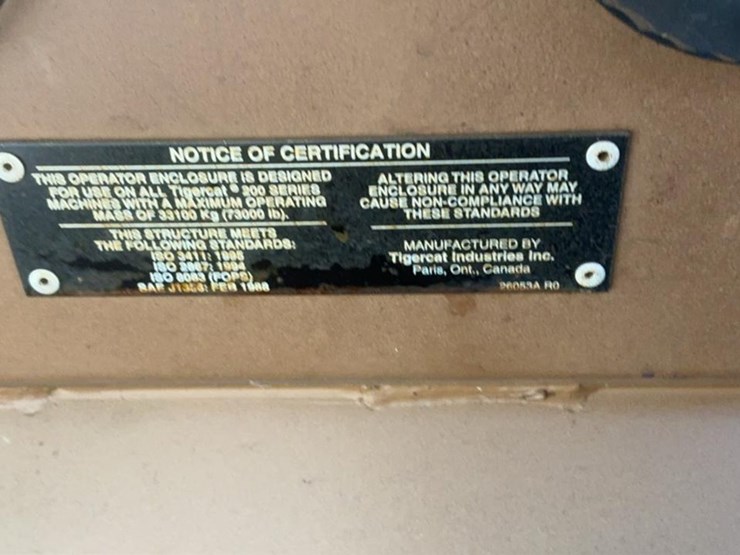 NOTICE OF CERTIFICATION
THIS OPERATOR ENCLOSURE IS DESIGNED
FOR USE ON ALL Tigercat ® 200 SERIES
MACHINES WITH A MAXIMUM OPERATING
MASS OF 33100 Kg (73000 lb).
THIS STRUCTURE MEETS
THE FOLLOWING STANDARDS:
ISO 3411: 1995
ISO 2867: 1994
ISO 8083 (FOPS)
SAE FEB 1988
ALTERING THIS OPERATOR
ENCLOSURE IN ANY WAY MAY
CAUSE NON-COMPLIANCE WITH
THESE STANDARDS
MANUFACTURED BY
Tigercat Industries Inc.
Paris, Ont., Canada
26053A R0